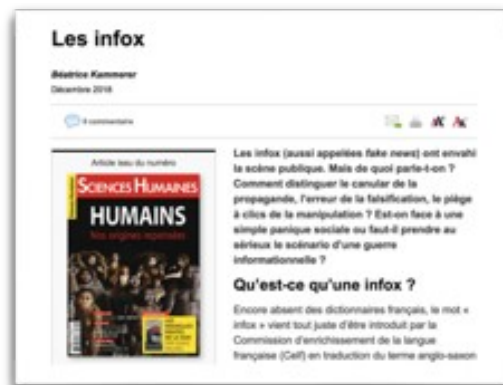 Les infox
Béatrice Kammerer
Décembre 2018
0 commentaire
Article issu du numéro
SCIENCES HUMAINES
HUMAINS
Nos origines repensées
Les infox (aussi appelées fake news) ont envahi
la scène publique. Mais de quoi parle-t-on ?
Comment distinguer le canular de la
propagande, l'erreur de la falsification, le piège
à clics de la manipulation ? Est-on face à une
simple panique sociale ou faut-il prendre au
sérieux le scénario d'une guerre
informationnelle ?
Qu'est-ce qu'une infox ?
Encore absent des dictionnaires français, le mot «
infox » vient tout juste d'être introduit par la
Commission d'enrichissement de la langue
française (Celf) en traduction du terme anglo-saxon